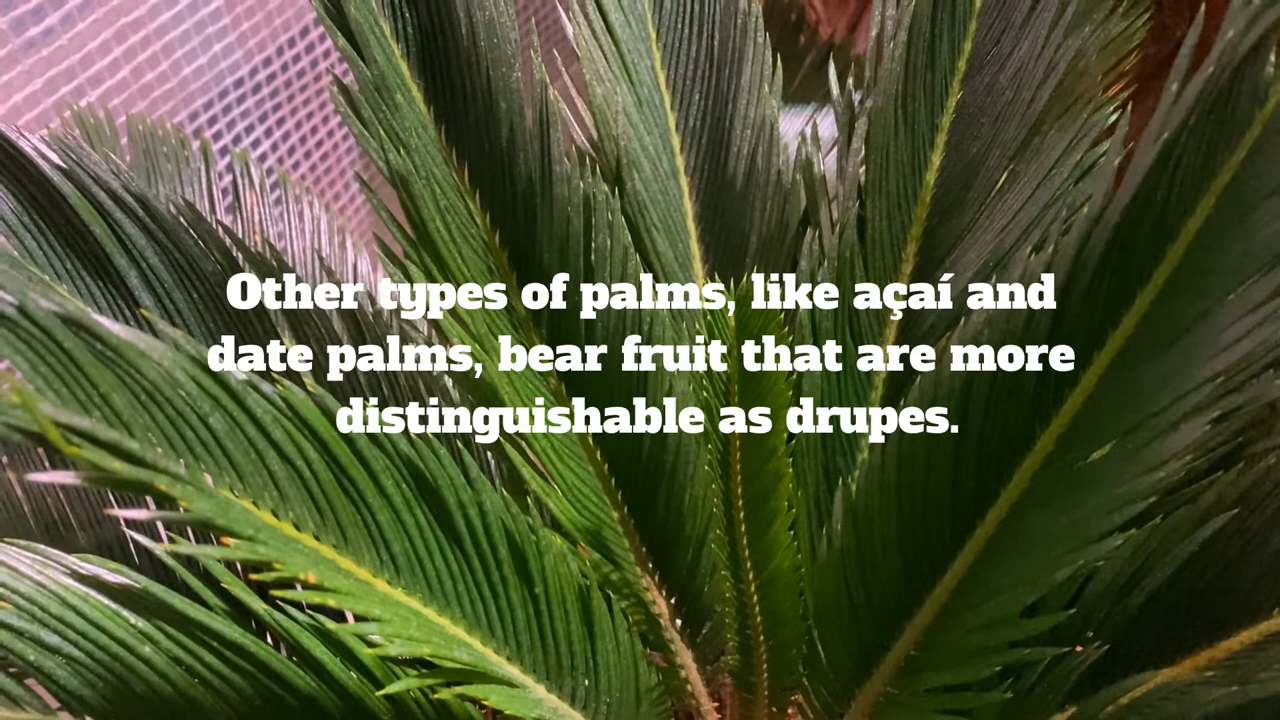 Other types of palms, like açaí and
date palms, bear fruit that are more
distinguishable as drupes.